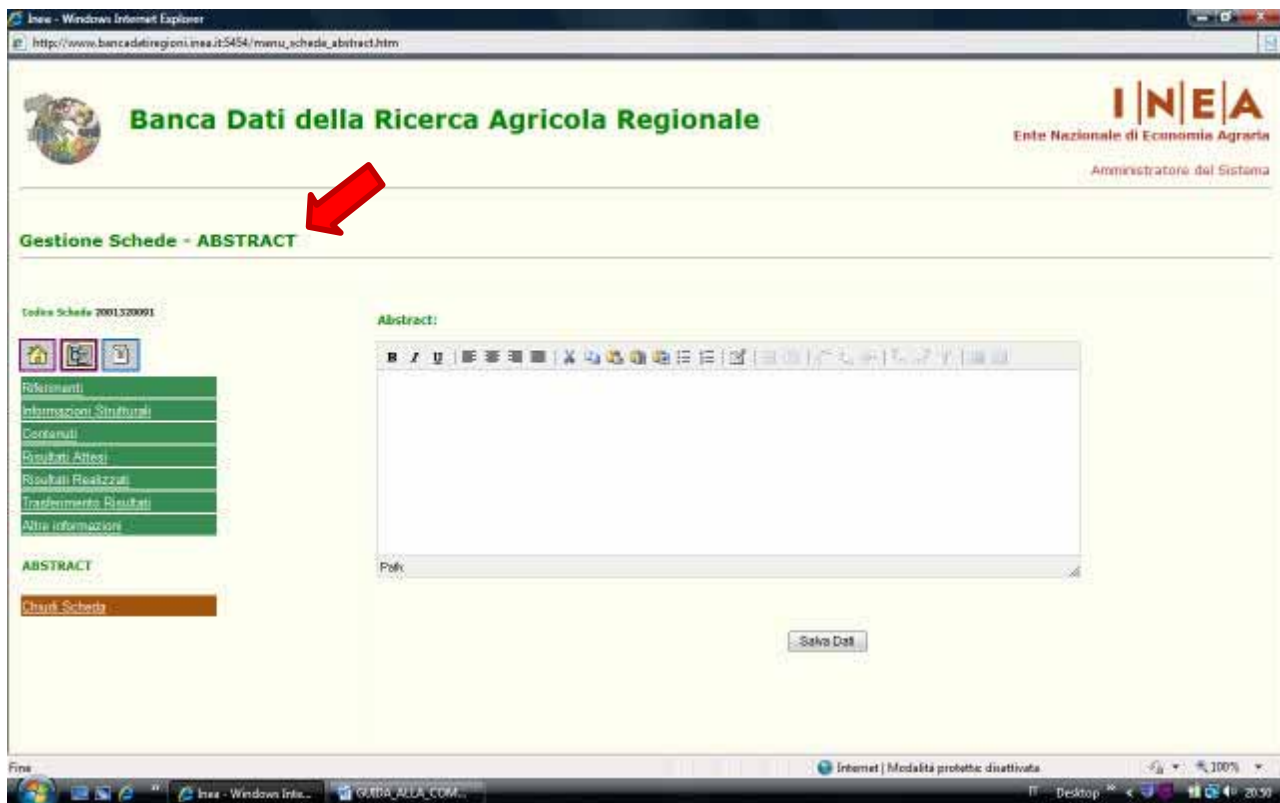 Inea - Windows Internet Explorer
http://www.bancadatiregioni.inea.it:5454/menu_scheda_abstract.htm
Banca Dati della Ricerca Agricola Regionale
I|N|E|A
Ente Nazionale di Economia Agraria
Amministratore del Sistema
Gestione Schede - ABSTRACT
Codice Scheda 2001320091
Abstract:
B I U
Riferimenti
Informazioni Strutturali
Contenuti
Risultati Attesi
Risultati Realizzati
Trasferimento Risultati
Altre informazioni
ABSTRACT
Path:
Chiudi Scheda
Salva Dati
Fine
Internet | Modalità protetta: disattivata
100%
Inea - Windows Inte...
GUIDA_ALLA_COM...
IT
Desktop
20.50